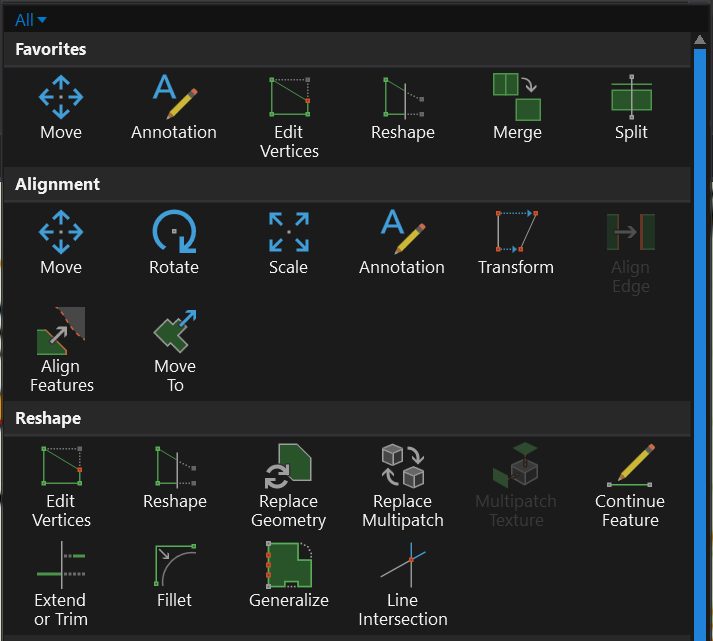 All
Favorites
Move
Annotation
Edit
Vertices
Reshape
Merge
Split
Alignment
Move
Rotate
Scale
Annotation
Transform
Align
Edge
Align
Features
Move
To
Reshape
Edit
Vertices
Reshape
Replace
Geometry
Replace
Multipatch
Multipatch
Texture
Continue
Feature
Extend
or Trim
Fillet
Generalize
Line
Intersection